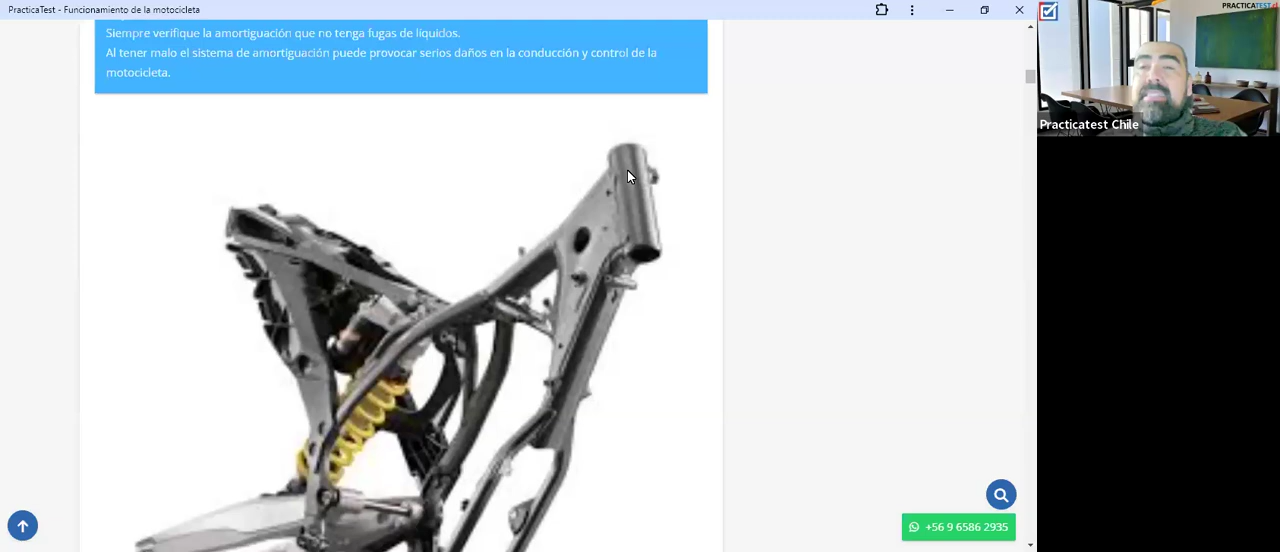 PracticaTest - Funcionamiento de la motocicleta
PRACTICATEST.cl
Siempre verifique la amortiguación que no tenga fugas de líquidos.
Al tener malo el sistema de amortiguación puede provocar serios daños en la conducción y control de la
motocicleta.
Practicatest Chile
+56 9 6586 2935